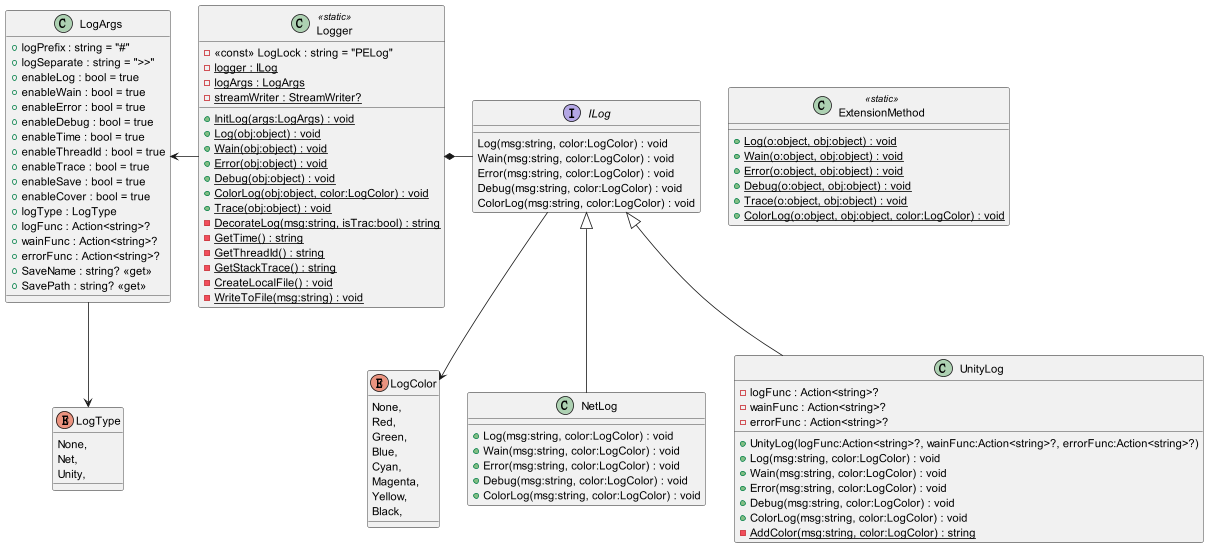 C LogArgs
logPrefix : string = "#"
logSeparate : string = ">>"
enableLog : bool = true
enableWain : bool = true
enableError : bool = true
enableDebug : bool = true
enableTime : bool = true
enableThreadId : bool = true
enableTrace : bool = true
enableSave : bool = true
enableCover : bool = true
logType : LogType
logFunc : Action<string>?
wainFunc : Action<string>?
errorFunc : Action<string>?
SaveName : string? «get»
SavePath : string? «get»
«static»
C Logger
«const» LogLock : string = "PELog"
logger : ILog
logArgs : LogArgs
streamWriter : StreamWriter?
InitLog(args:LogArgs) : void
Log(obj:object) : void
Wain(obj:object) : void
Error(obj:object) : void
Debug(obj:object) : void
ColorLog(obj:object, color:LogColor) : void
Trace(obj:object) : void
DecorateLog(msg:string, isTrac:bool) : string
GetTime() : string
GetThreadId() : string
GetStackTrace() : string
CreateLocalFile() : void
WriteToFile(msg:string) : void
I ILog
Log(msg:string, color:LogColor) : void
Wain(msg:string, color:LogColor) : void
Error(msg:string, color:LogColor) : void
Debug(msg:string, color:LogColor) : void
ColorLog(msg:string, color:LogColor) : void
«static»
C ExtensionMethod
Log(o:object, obj:object) : void
Wain(o:object, obj:object) : void
Error(o:object, obj:object) : void
Debug(o:object, obj:object) : void
Trace(o:object, obj:object) : void
ColorLog(o:object, obj:object, color:LogColor) : void
E LogType
None,
Net,
Unity,
E LogColor
None,
Red,
Green,
Blue,
Cyan,
Magenta,
Yellow,
Black,
C NetLog
Log(msg:string, color:LogColor) : void
Wain(msg:string, color:LogColor) : void
Error(msg:string, color:LogColor) : void
Debug(msg:string, color:LogColor) : void
ColorLog(msg:string, color:LogColor) : void
C UnityLog
logFunc : Action<string>?
wainFunc : Action<string>?
errorFunc : Action<string>?
UnityLog(logFunc:Action<string>?, wainFunc:Action<string>?, errorFunc:Action<string>?)
Log(msg:string, color:LogColor) : void
Wain(msg:string, color:LogColor) : void
Error(msg:string, color:LogColor) : void
Debug(msg:string, color:LogColor) : void
ColorLog(msg:string, color:LogColor) : void
AddColor(msg:string, color:LogColor) : string